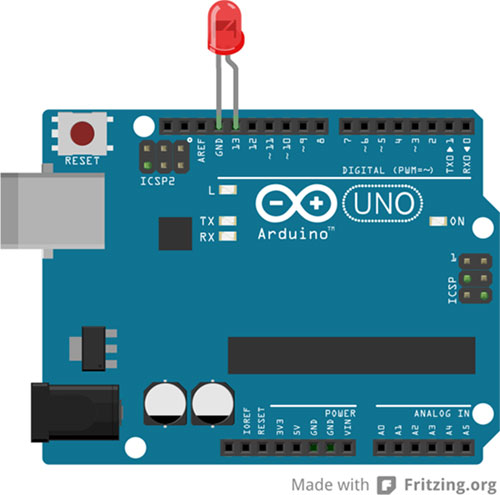 RESET
ICSP2
AREF
GND
13
12
~11
~10
~9
8
7
~6
~5
4
~3
2
TX0▶1
RX0◀0
DIGITAL (PWM=~)
L
TX
RX
Arduino™
UNO
ON
1
ICSP
IOREF
RESET
3V3
5V
GND
GND
VIN
POWER
ANALOG IN
A0
A1
A2
A3
A4
A5
Made with Fritzing.org